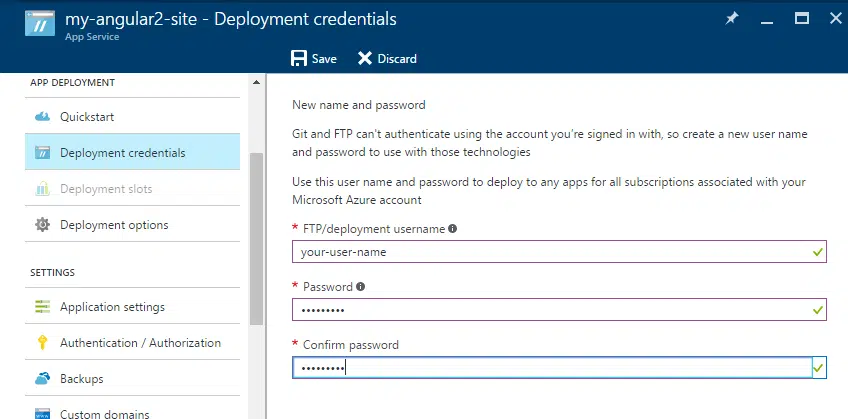 my-angular2-site - Deployment credentials
App Service
Save Discard
APP DEPLOYMENT
Quickstart
Deployment credentials
Deployment slots
Deployment options
SETTINGS
Application settings
Authentication / Authorization
Backups
Custom domains
New name and password
Git and FTP can't authenticate using the account you're signed in with, so create a new user name
and password to use with those technologies
Use this user name and password to deploy to any apps for all subscriptions associated with your
Microsoft Azure account
* FTP/deployment username
your-user-name
* Password
•••••••••
* Confirm password
•••••••••